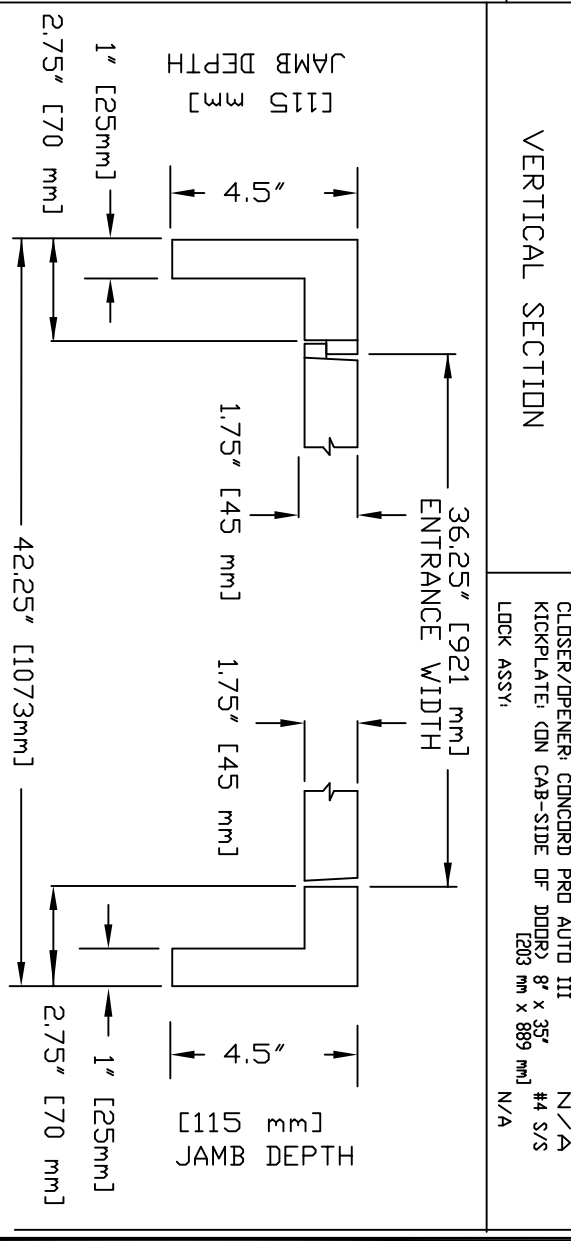 VERTICAL SECTION
CLOSER/OPENER: CONCORD PRO AUTO III N/A
KICKPLATE: (ON CAB-SIDE OF DOOR) 8" x 35" #4 S/S
[203 mm x 889 mm]
LOCK ASSY: N/A
36.25" [921 mm]
ENTRANCE WIDTH
4.5"
[115 mm]
JAMB DEPTH
1" [25mm]
2.75" [70 mm]
1.75" [45 mm]
1.75" [45 mm]
4.5"
[115 mm]
JAMB DEPTH
1" [25mm]
2.75" [70 mm]
42.25" [1073mm]